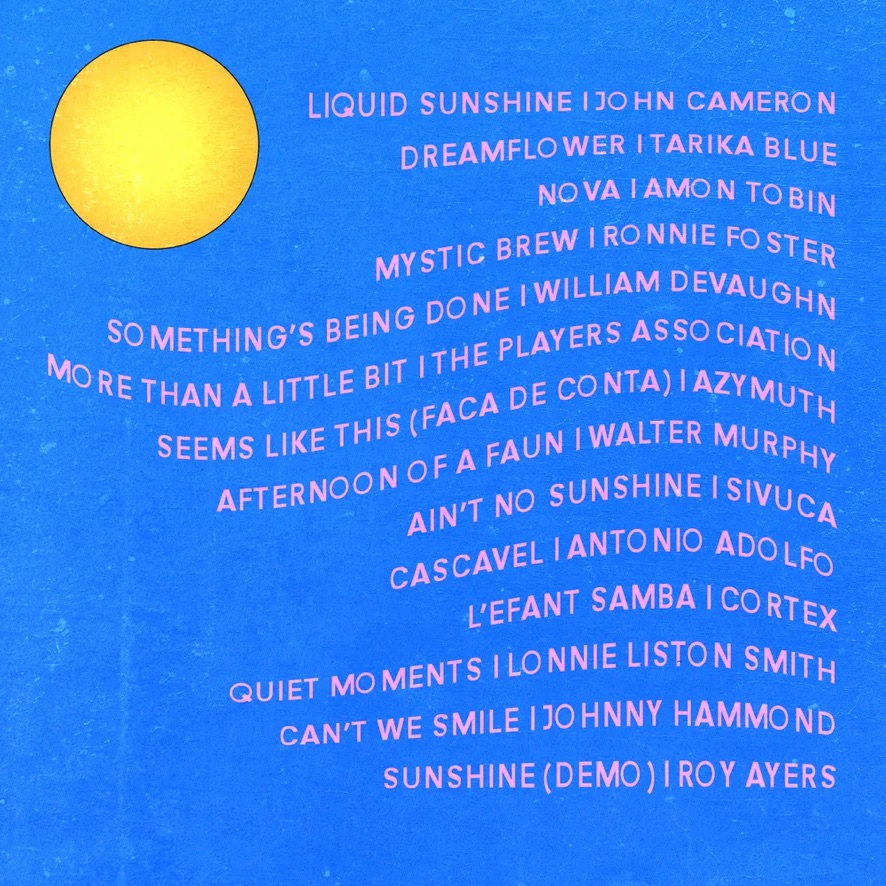 LIQUID SUNSHINE | JOHN CAMERON
DREAMFLOWER | TARIKA BLUE
NOVA | AMON TOBIN
MYSTIC BREW | RONNIE FOSTER
SOMETHING'S BEING DONE | WILLIAM DEVAUGHN
MORE THAN A LITTLE BIT | THE PLAYERS ASSOCIATION
SEEMS LIKE THIS (FACA DE CONTA) | AZYMUTH
AFTERNOON OF A FAUN | WALTER MURPHY
AIN'T NO SUNSHINE | SIVUCA
CASCAVEL | ANTONIO ADOLFO
L'EFANT SAMBA | CORTEX
QUIET MOMENTS | LONNIE LISTON SMITH
CAN'T WE SMILE | JOHNNY HAMMOND
SUNSHINE (DEMO) | ROY AYERS